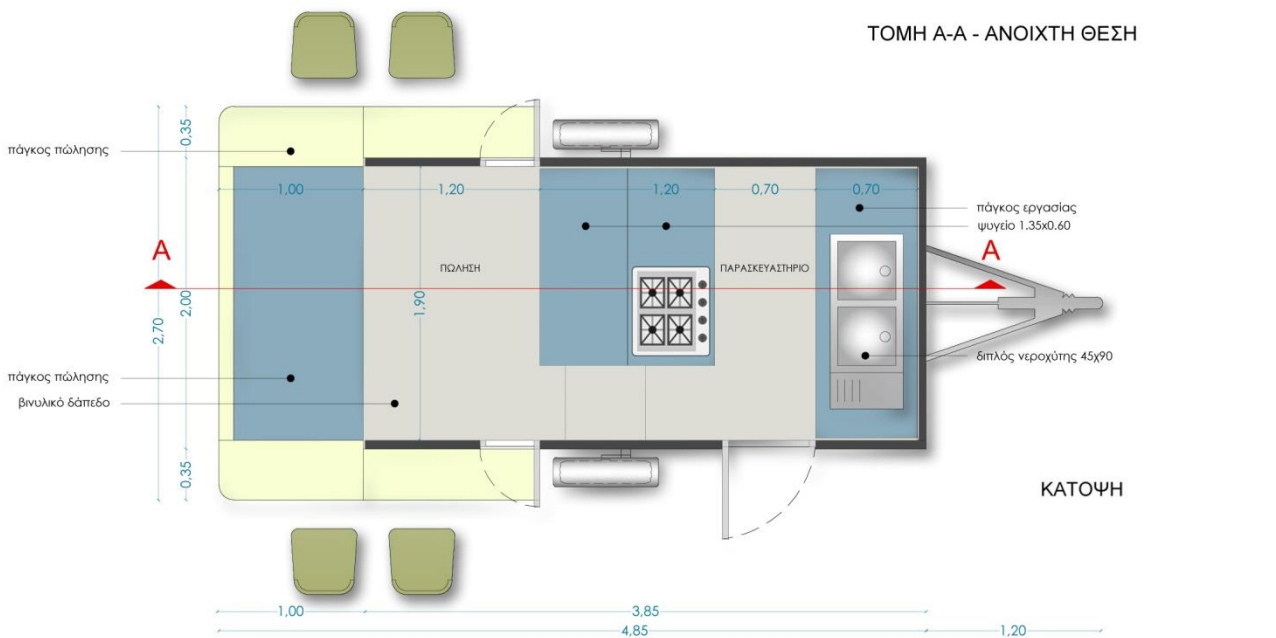 ΤΟΜΗ Α-Α - ΑΝΟΙΧΤΗ ΘΕΣΗ
0,35
πάγκος πώλησης
1,00
1,20
1,20
0,70
0,70
πάγκος εργασίας
ψυγείο 1.35x0.60
A
A
ΠΩΛΗΣΗ
ΠΑΡΑΣΚΕΥΑΣΤΗΡΙΟ
2,70
2,00
1,90
διπλός νεροχύτης 45χ90
πάγκος πώλησης
βινυλικό δάπεδο
0,35
ΚΑΤΟΨΗ
1,00
3,85
4,85
1,20